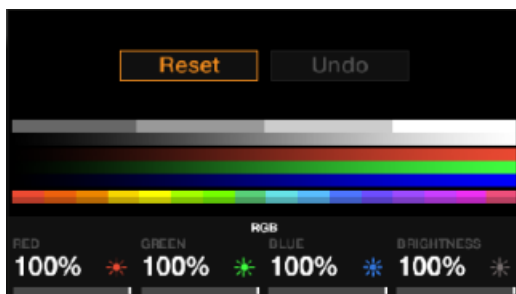 Reset Undo
RGB
RED GREEN BLUE BRIGHTNESS
100% 100% 100% 100%